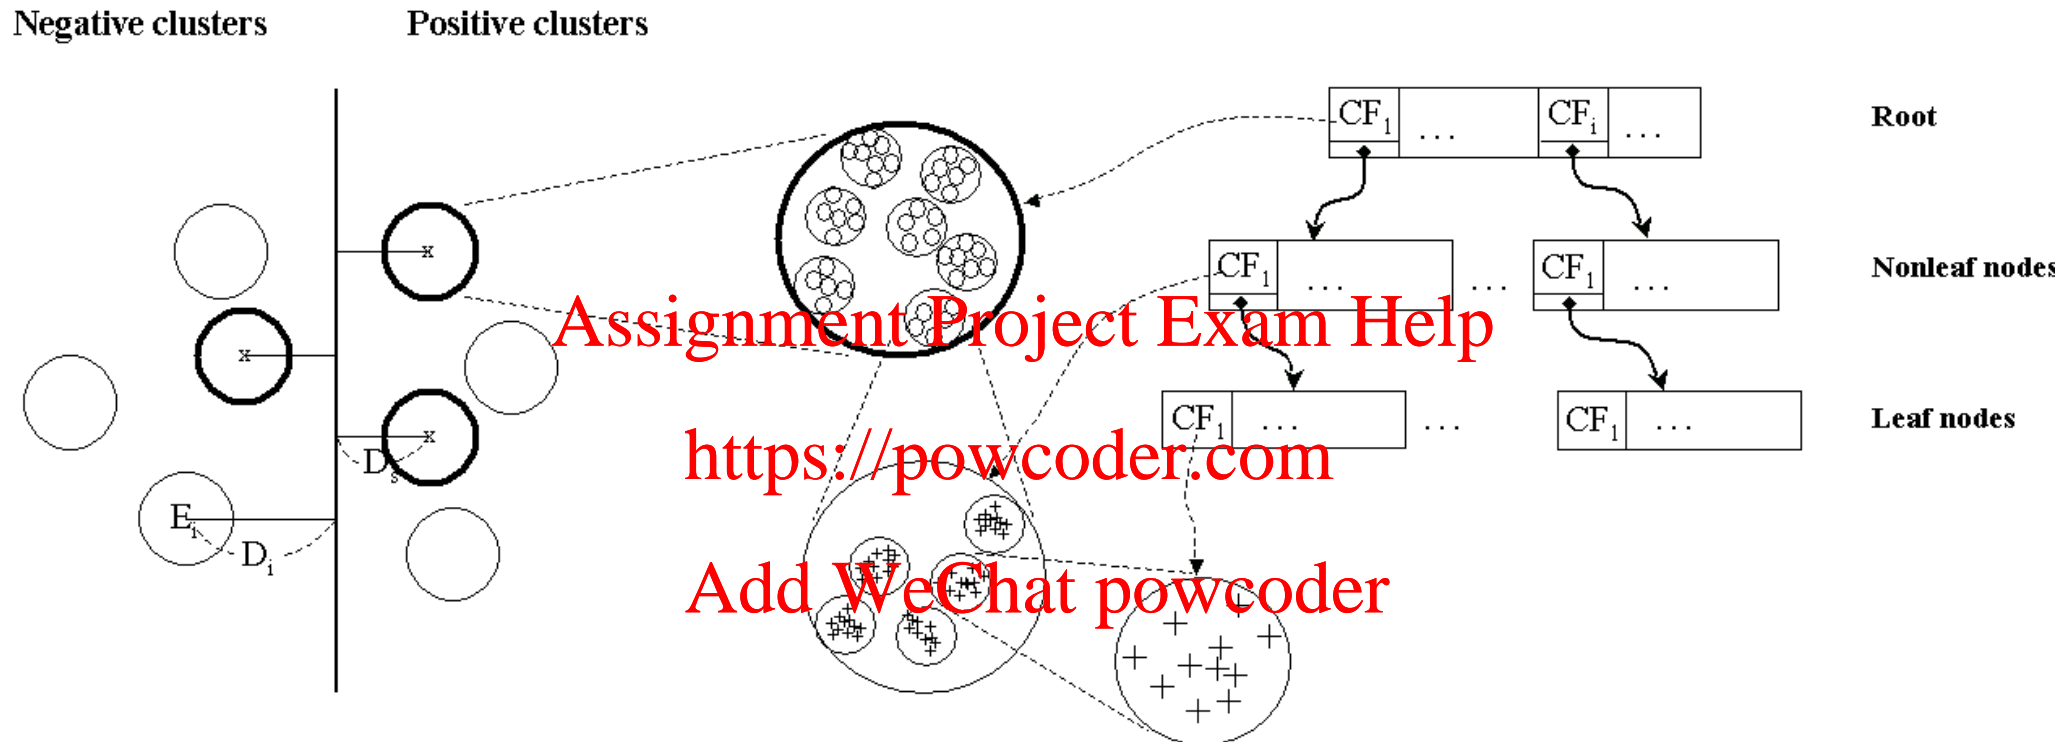 Negative clusters
Positive clusters
CF1 ... CFi ...
Root
x
CF1 ... ... CF1 ...
Nonleaf nodes
Assignment Project Exam Help
x
CF1 ... ... CF1 ...
Leaf nodes
x
Ds
https://powcoder.com
Ei
Di
Add WeChat powcoder